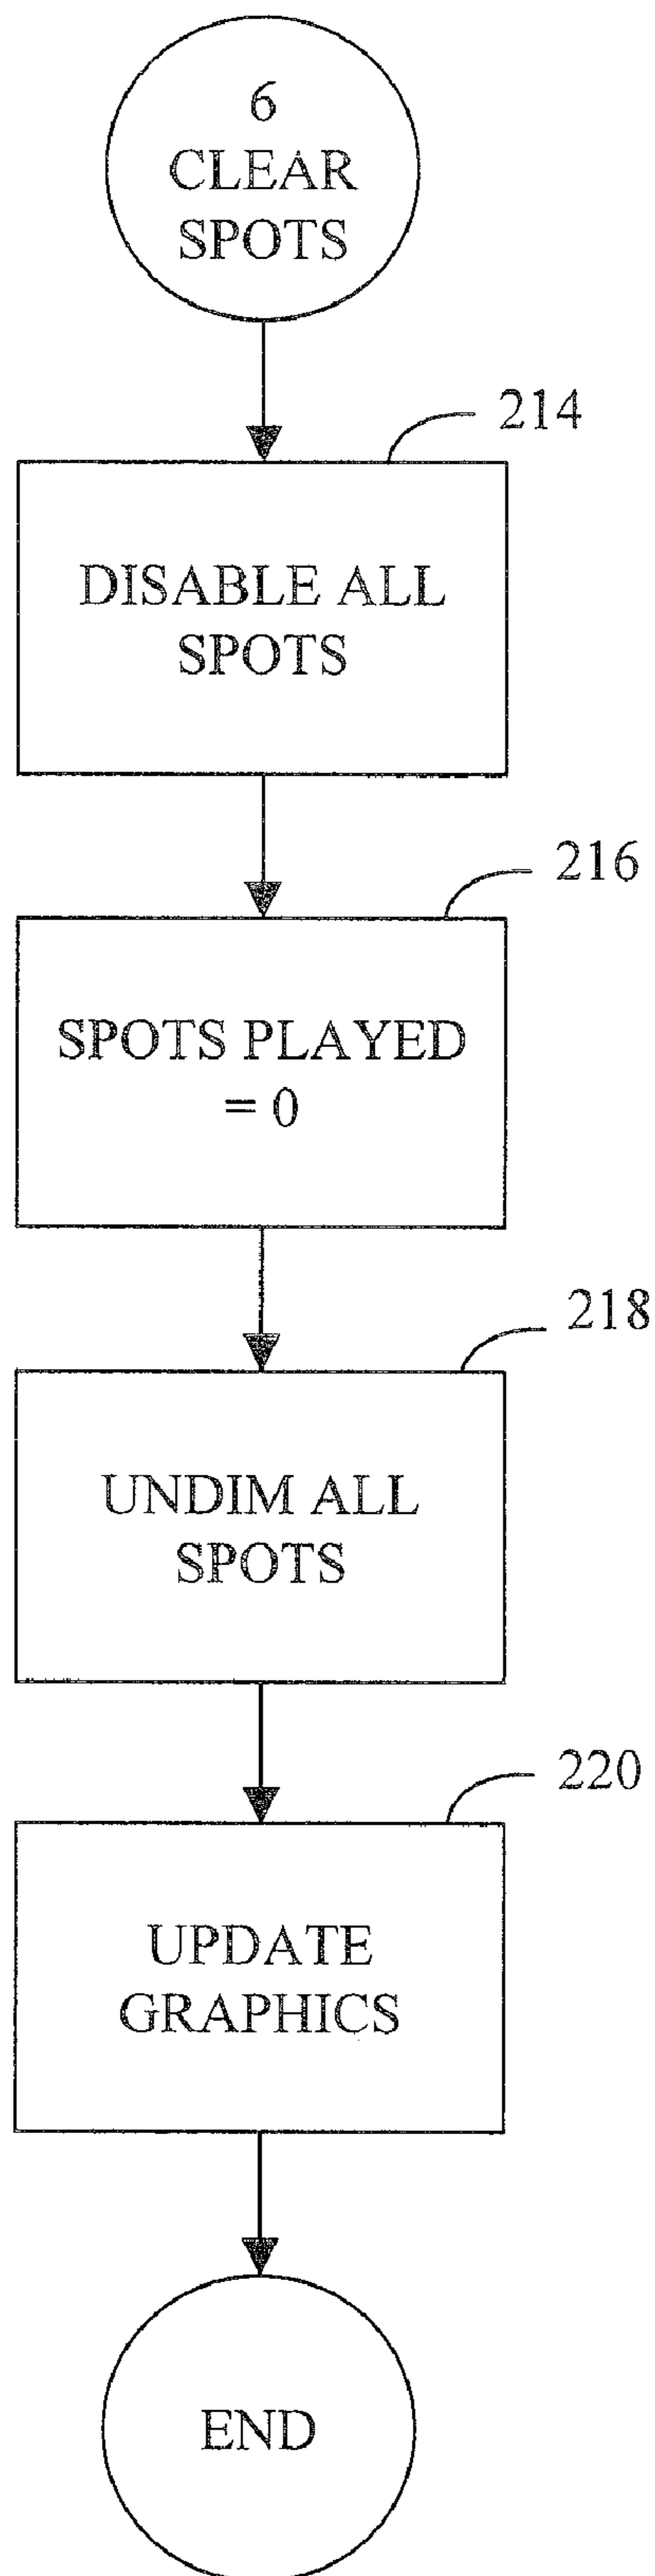 6
CLEAR
SPOTS
214
DISABLE ALL
SPOTS
216
SPOTS PLAYED
= 0
218
UNDIM ALL
SPOTS
220
UPDATE
GRAPHICS
END